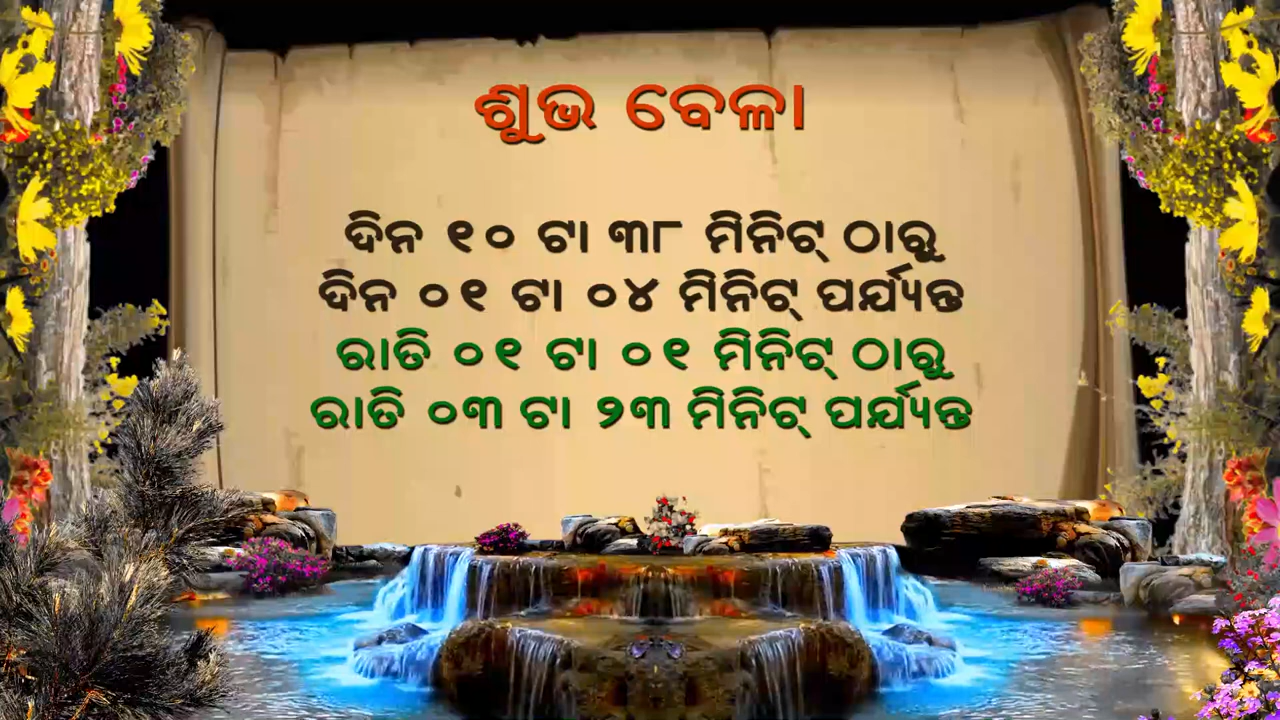 ଶୁଭ ବେଳା
ଦିନ ୧୦ ଟା ୩୮ ମିନିଟ୍ ଠାରୁ
ଦିନ ୦୧ ଟା ୦୪ ମିନିଟ୍ ପର୍ଯ୍ୟନ୍ତ
ରାତି ୦୧ ଟା ୦୧ ମିନିଟ୍ ଠାରୁ
ରାତି ୦୩ ଟା ୨୩ ମିନିଟ୍ ପର୍ଯ୍ୟନ୍ତ